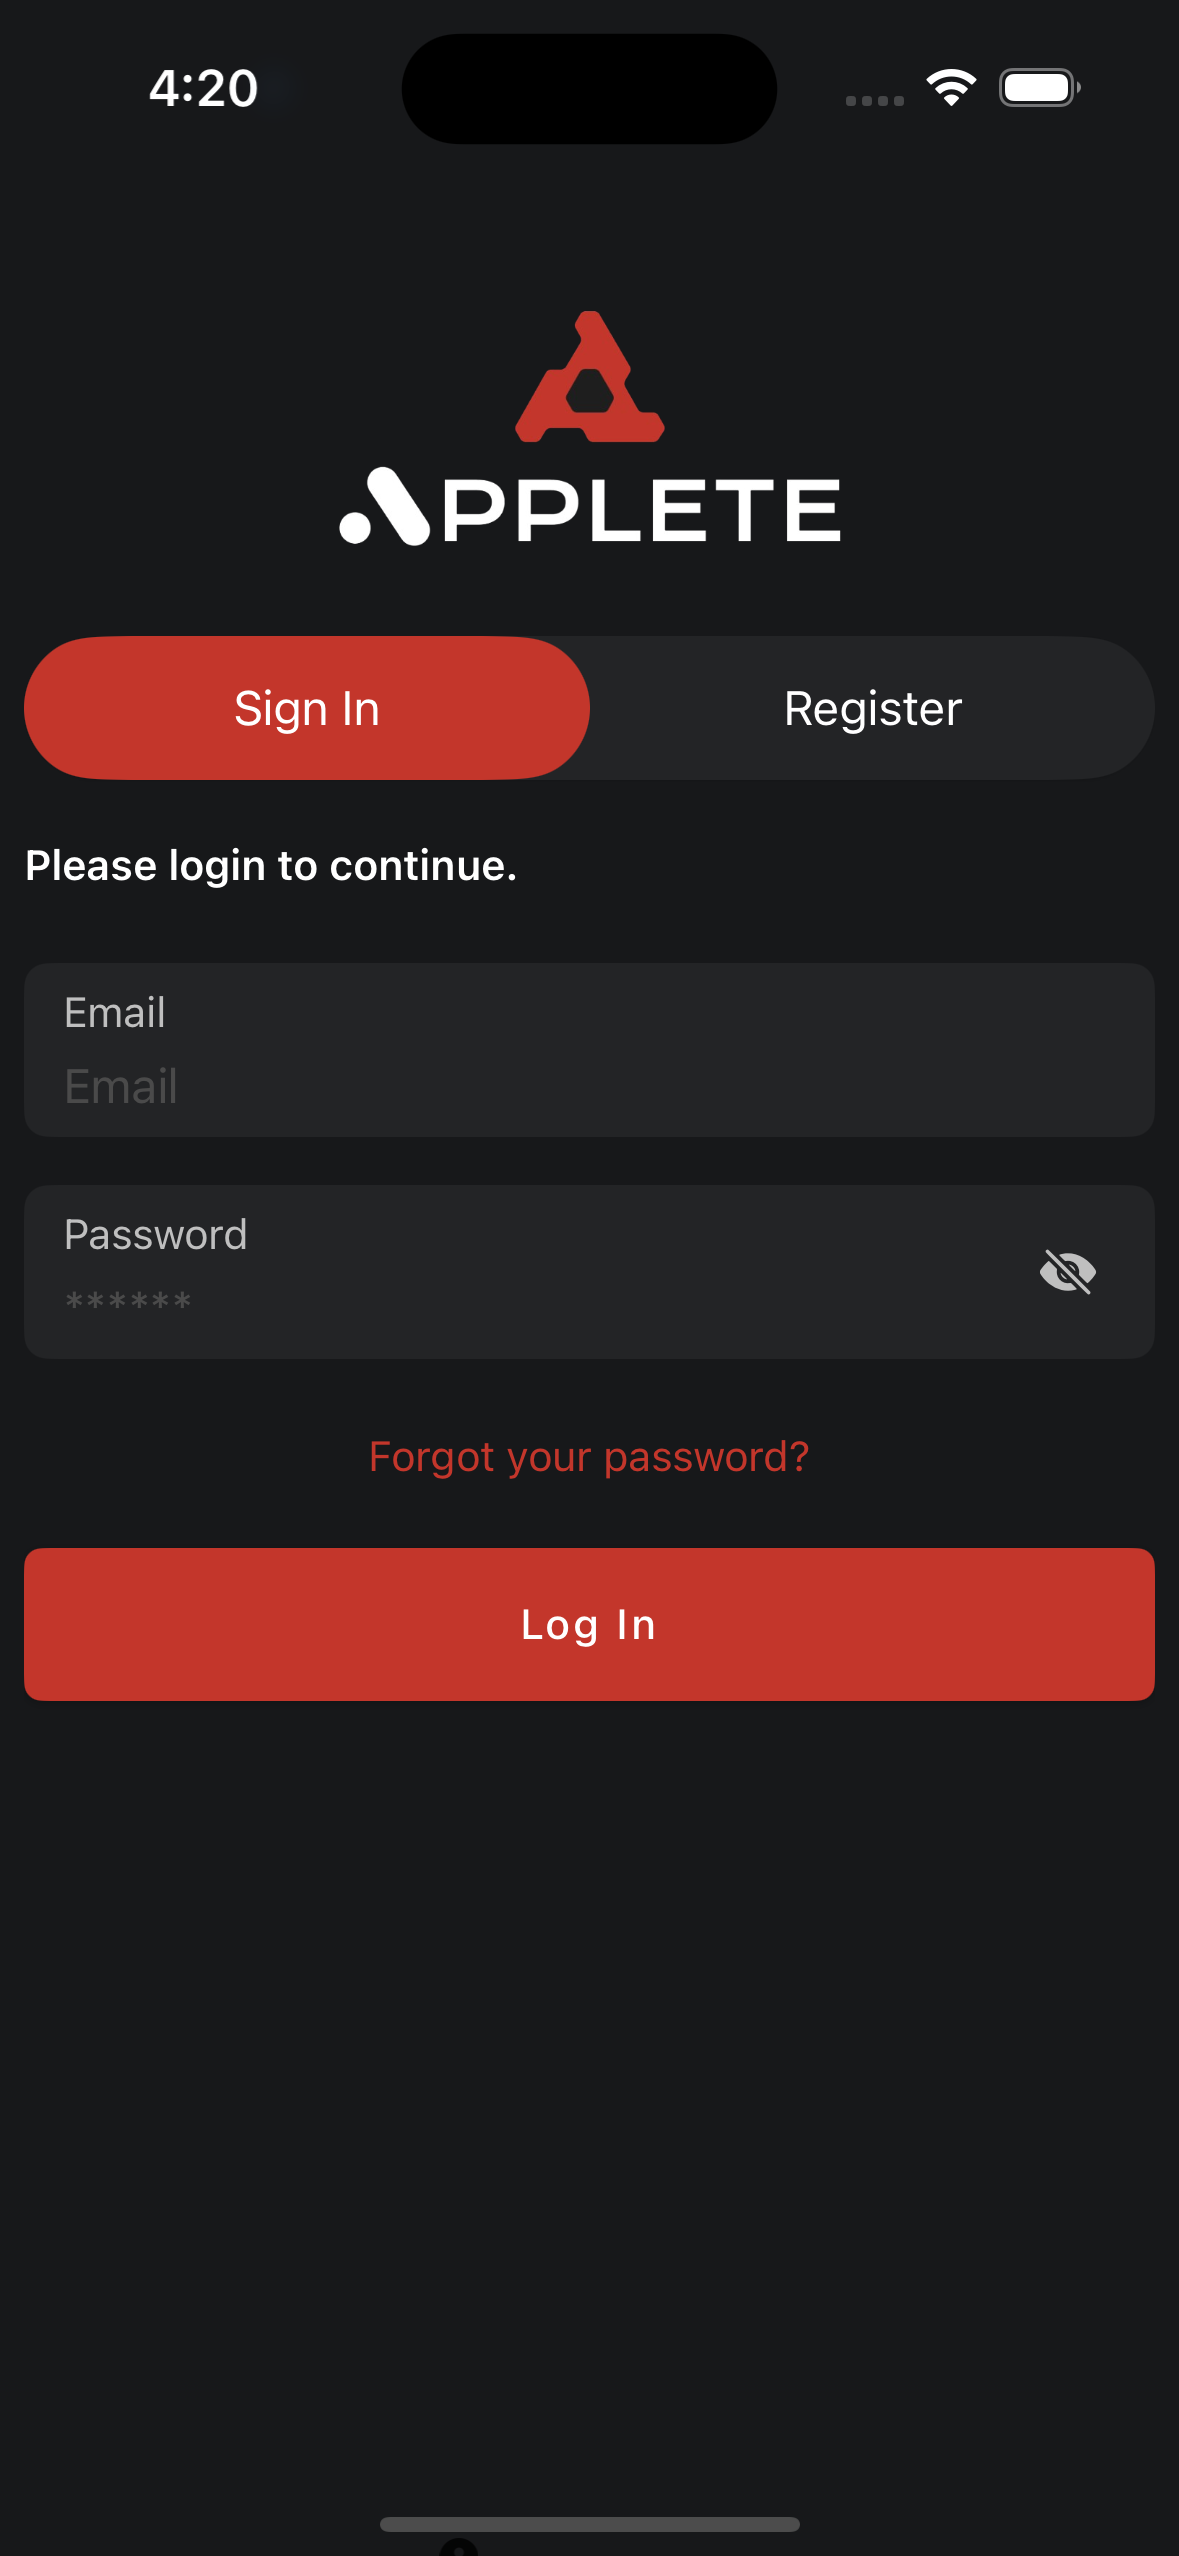 4:20
APPLETE
Sign In
Register
Please login to continue.
Email
Email
Password
******
Forgot your password?
Log In